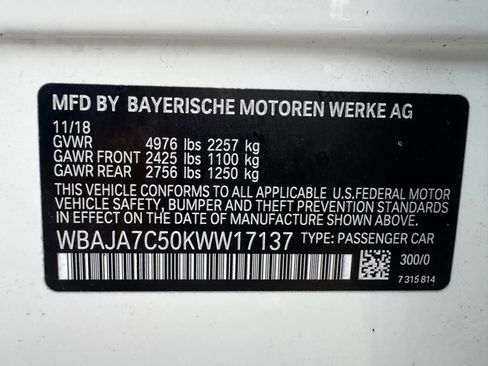 MFD BY BAYERISCHE MOTOREN WERKE AG
11/18
GVWR 4976 lbs 2257 kg
GAWR FRONT 2425 lbs 1100 kg
GAWR REAR 2756 lbs 1250 kg
THIS VEHICLE CONFORMS TO ALL APPLICABLE U.S.FEDERAL MOTOR
VEHICLE SAFETY, BUMPER AND THEFT PREVENTION STANDARDS
IN EFFECT ON THE DATE OF MANUFACTURE SHOWN ABOVE.
WBAJA7C50KWW17137 TYPE: PASSENGER CAR
300/0
7 315 814